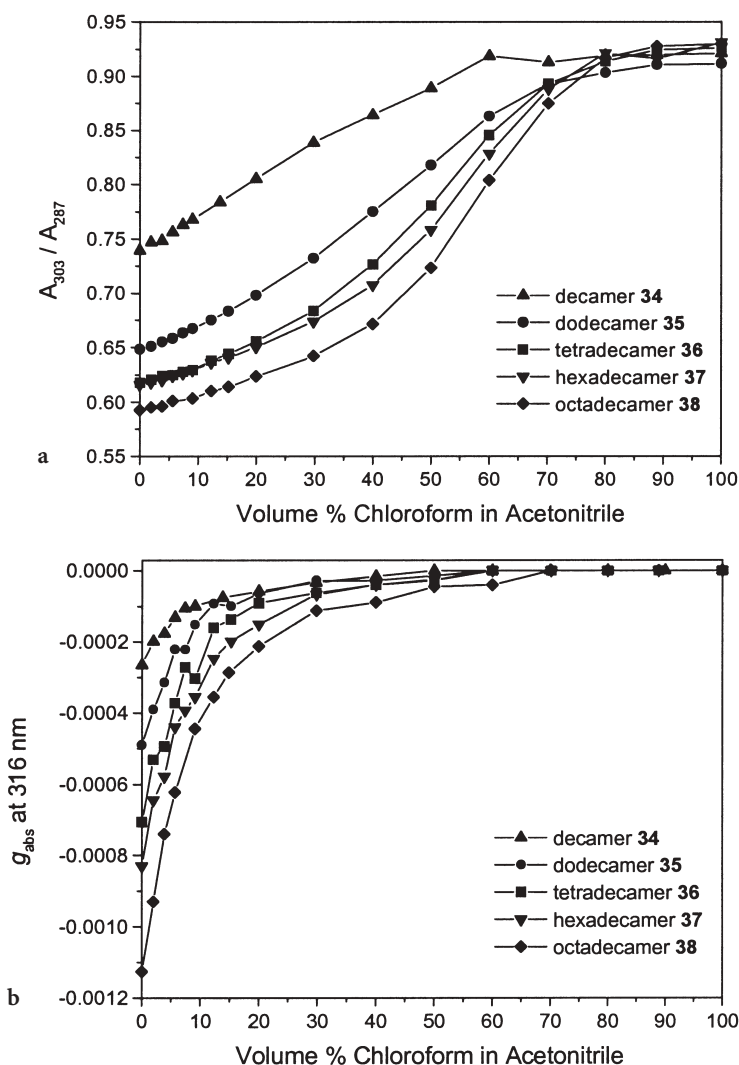 0.95
0.90
0.85
0.80
0.75
0.70
0.65
0.60
0.55
A303 / A287
decamer 34
dodecamer 35
tetradecamer 36
hexadecamer 37
octadecamer 38
a
0 10 20 30 40 50 60 70 80 90 100
Volume % Chloroform in Acetonitrile
0.0000
-0.0002
-0.0004
-0.0006
-0.0008
-0.0010
-0.0012
gabs at 316 nm
decamer 34
dodecamer 35
tetradecamer 36
hexadecamer 37
octadecamer 38
b
0 10 20 30 40 50 60 70 80 90 100
Volume % Chloroform in Acetonitrile